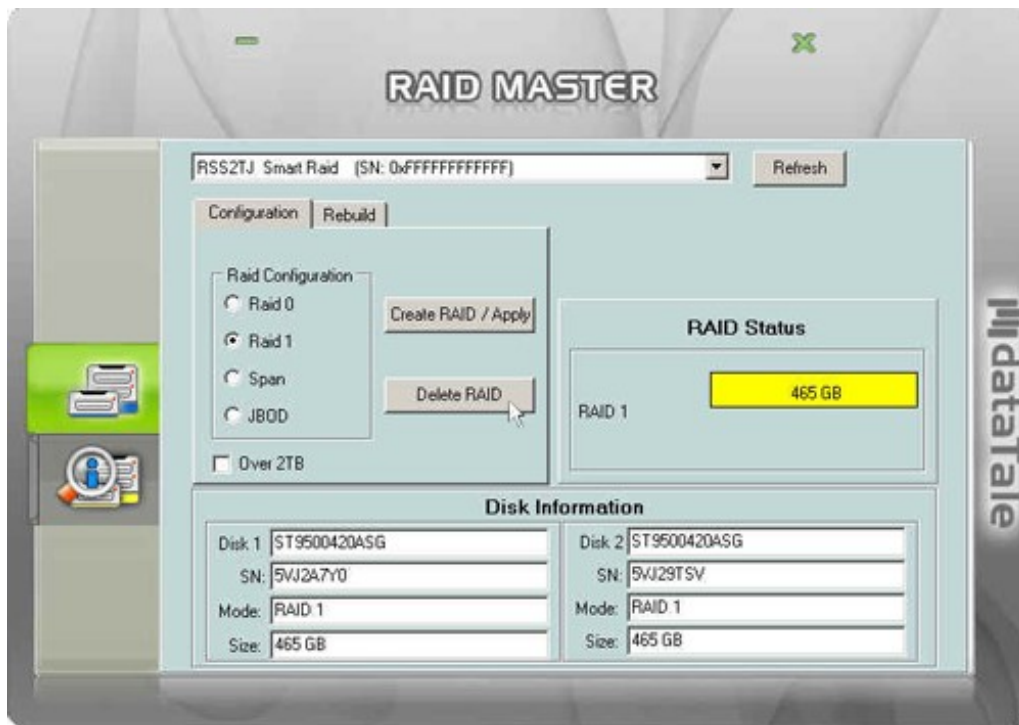 RAID MASTER
RSS2TJ Smart Raid (SN: 0xFFFFFFFFFFFF)
Refresh
Configuration
Rebuild
Raid Configuration
Raid 0
Raid 1
Span
JBOD
Create RAID / Apply
Delete RAID
Over 2TB
RAID Status
RAID 1
465 GB
dataTale
Disk Information
Disk 1 ST9500420ASG
SN: 5VJ2A7Y0
Mode: RAID 1
Size: 465 GB
Disk 2 ST9500420ASG
SN: 5VJ29TSV
Mode: RAID 1
Size: 465 GB